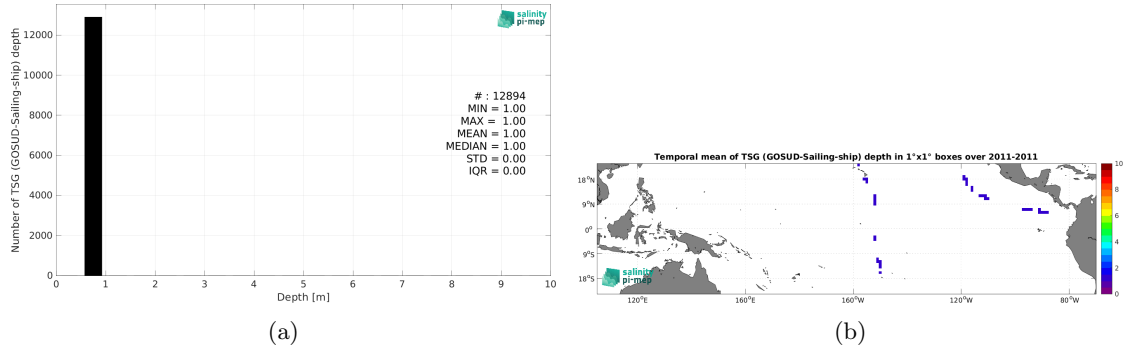 Number of TSG (GOSUD-Sailing-ship) depth
12000
10000
8000
6000
4000
2000
0
salinity
pi-mep
# : 12894
MIN = 1.00
MAX = 1.00
MEAN = 1.00
MEDIAN = 1.00
STD = 0.00
IQR = 0.00
0 1 2 3 4 5 6 7 8 9 10
Depth [m]
(a)
Temporal mean of TSG (GOSUD-Sailing-ship) depth in 1°x1° boxes over 2011-2011
18°N
9°N
0°
9°S
18°S
salinity
pi-mep
120°E 160°E 160°W 120°W 80°W
10
8
6
4
2
0
(b)